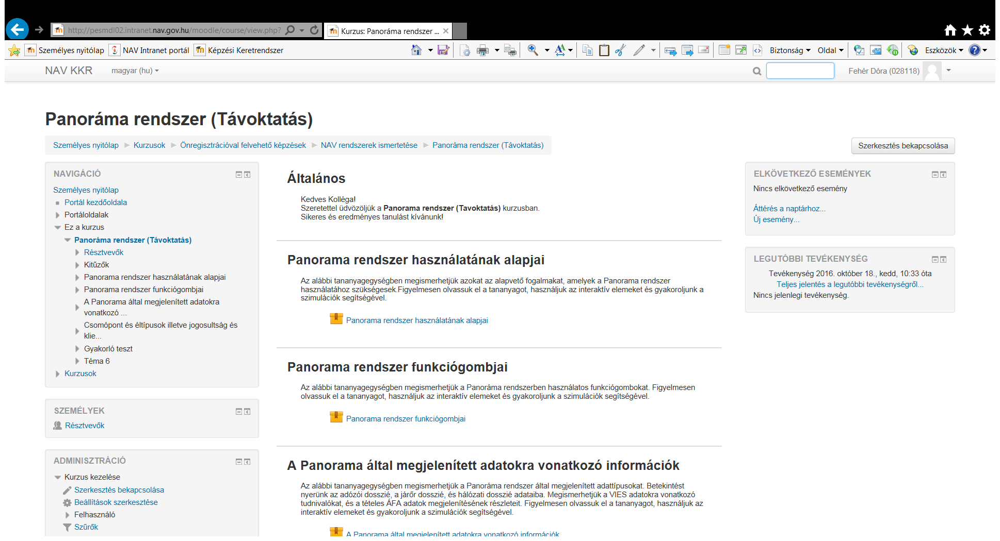 http://pesmdl02.intranet.nav.gov.hu/moodle/course/view.php?
Kurzus: Panoráma rendszer ...
Személyes nyitólap
NAV Intranet portál
Képzési Keretrendszer
Biztonság
Oldal
Eszközök
NAV KKR
magyar (hu)
Fehér Dóra (028118)
Panoráma rendszer (Távoktatás)
Személyes nyitólap
Kurzusok
Önregisztrációval felvehető képzések
NAV rendszerek ismertetése
Panoráma rendszer (Távoktatás)
Szerkesztés bekapcsolása
NAVIGÁCIÓ
Személyes nyitólap
Portál kezdőoldala
Portáloldalak
Ez a kurzus
Panoráma rendszer (Távoktatás)
Résztvevők
Kitűzők
Panorama rendszer használatának alapjai
Panorama rendszer funkciógombjai
A Panorama által megjelenített adatokra
vonatkozó ...
Csomópont és éltípusok illetve jogosultság és
klie...
Gyakorló teszt
Téma 6
Kurzusok
SZEMÉLYEK
Résztvevők
ADMINISZTRÁCIÓ
Kurzus kezelése
Szerkesztés bekapcsolása
Beállítások szerkesztése
Felhasználó
Szűrők
Általános
Kedves Kolléga!
Szeretettel üdvözöljük a Panorama rendszer (Tavoktatás) kurzusban.
Sikeres és eredményes tanulást kívánunk!
Panorama rendszer használatának alapjai
Az alábbi tananyagegységben megismerhetjük azokat az alapvető fogalmakat, amelyek a Panorama rendszer
használatához szükségesek.Figyelmesen olvassuk el a tananyagot, használjuk az interaktív elemeket és gyakoroljunk a
szimulációk segítségével.
Panorama rendszer használatának alapjai
Panorama rendszer funkciógombjai
Az alábbi tananyagegységben megismerhetjük a Panoráma rendszerben használatos funkciógombokat. Figyelmesen
olvassuk el a tananyagot, használjuk az interaktív elemeket és gyakoroljunk a szimulációk segítségével.
Panorama rendszer funkciógombjai
A Panorama által megjelenített adatokra vonatkozó információk
Az alábbi tananyagegységben megismerhetjük a Panoráma rendszer által megjelenített adattípusokat. Betekintést
nyerünk az adózói dosszié, a járőr dosszié, és hálózati dosszié adataiba. Megismerhetjük a VIES adatokra vonatkozó
tudnivalókat, és a tételes ÁFA adatok megjelenítésének részleteit. Figyelmesen olvassuk el a tananyagot, használjuk az
interaktív elemeket és gyakoroljunk a szimulációk segítségével.
A Panorama által megjelenített adatokra vonatkozó információk
ELKÖVETKEZŐ ESEMÉNYEK
Nincs elkövetkező esemény
Áttérés a naptárhoz...
Új esemény...
LEGUTÓBBI TEVÉKENYSÉG
Tevékenység 2016. október 18., kedd, 10:33 óta
Teljes jelentés a legutóbbi tevékenységről...
Nincs jelenlegi tevékenység.